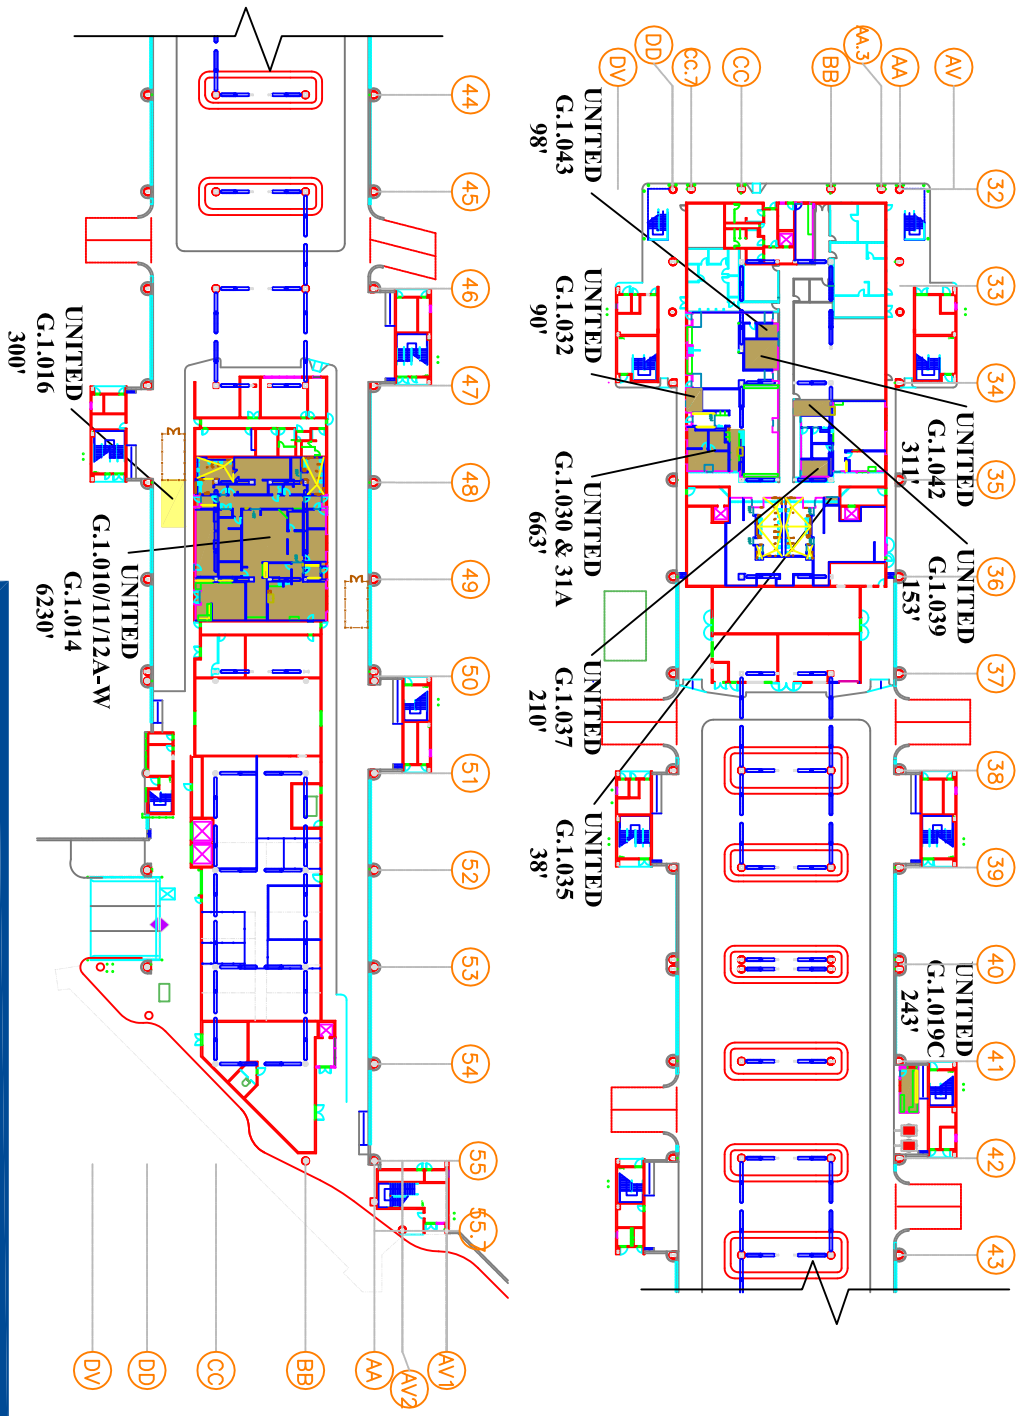 AV
AA
AA.3
BB
CC
CC.7
DD
DV
32
33
34
35
36
37
38
39
40
41
42
43
UNITED
G.1.043
98'
UNITED
G.1.032
90'
UNITED
G.1.030 & 31A
663'
UNITED
G.1.037
210'
UNITED
G.1.035
38'
UNITED
G.1.042
311'
UNITED
G.1.039
153'
UNITED
G.1.019C
243'
44
45
46
47
48
49
50
51
52
53
54
55
55.7
UNITED
G.1.016
300'
UNITED
G.1.010/11/12A-W
G.1.014
6230'
AV1
AV2
AA
BB
CC
DD
DV